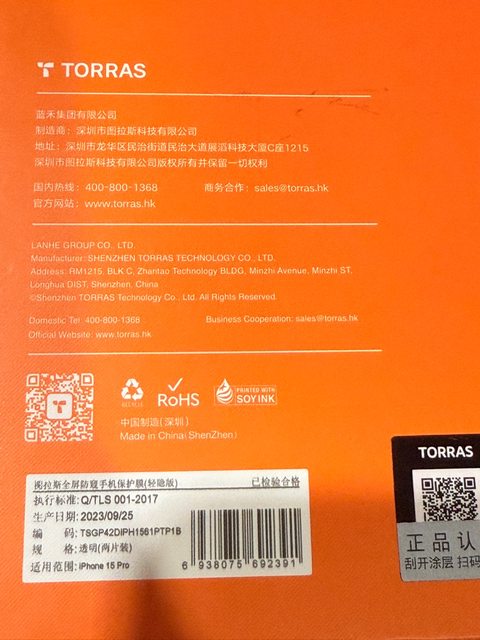 TORRAS
蓝禾集团有限公司
制造商：深圳市图拉斯科技有限公司
地址：深圳市龙华区民治街道民治大道展滔科技大厦C座1215
深圳市图拉斯科技有限公司版权所有并保留一切权利
国内热线：400-800-1368 商务合作：sales@torras.hk
官方网站：www.torras.hk
LANHE GROUP CO., LTD.
Manufacturer: SHENZHEN TORRAS TECHNOLOGY CO., LTD.
Address: RM1215, BLK.C, Zhantao Technology BLDG, Minzhi Avenue, Minzhi ST,
Longhua DIST, Shenzhen, China
©Shenzhen TORRAS Technology Co., Ltd. All Rights Reserved.
Domestic Tel: 400-800-1368 Business Cooperation: sales@torras.hk
Official Website: www.torras.hk
RECYCLE
RoHS
PRINTED WITH
SOY INK
中国制造(深圳)
Made in China(ShenZhen)
图拉斯全屏防窥手机保护膜(轻隐版) 已检验合格
执行标准: Q/TLS 001-2017
生产日期: 2023/09/25
编 码: TSGP42DIPH1561PTP1B
规 格: 透明(两片装)
适用范围: iPhone 15 Pro
6 938075 692391
TORRAS
正品认
刮开涂层 扫码